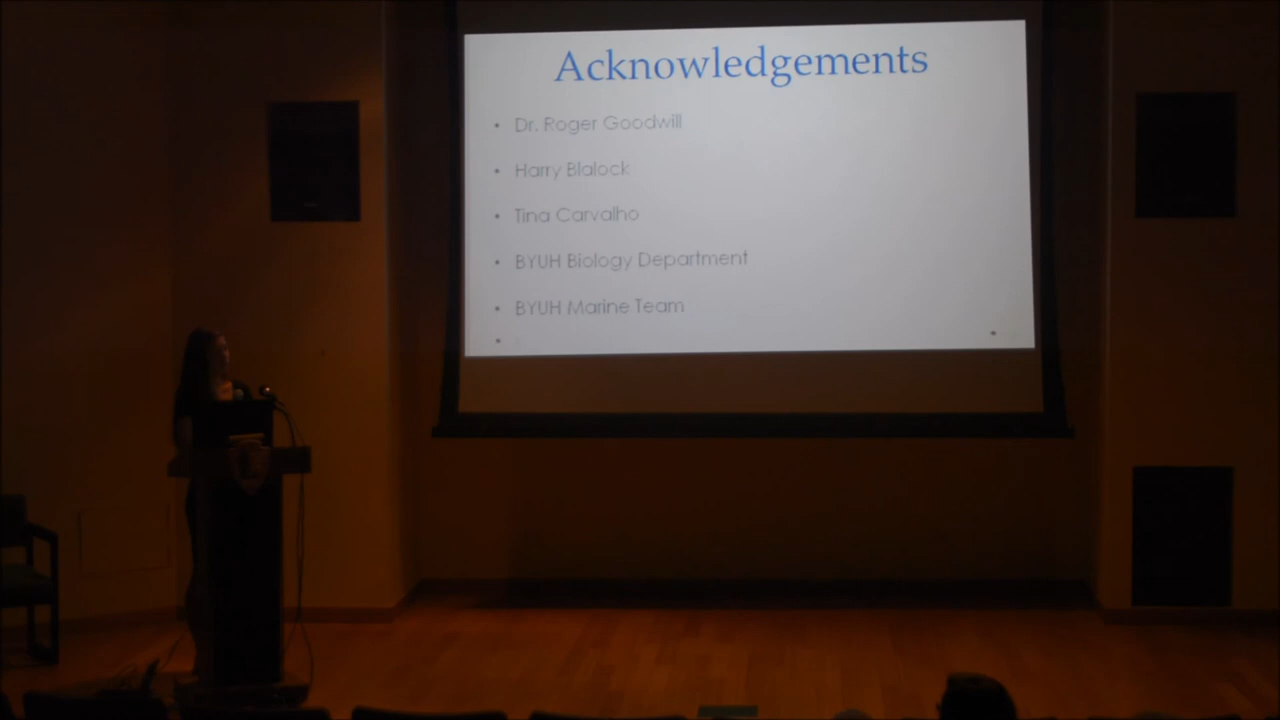 Acknowledgements
• Dr. Roger Goodwill
• Harry Blalock
• Tina Carvalho
• BYUH Biology Department
• BYUH Marine Team